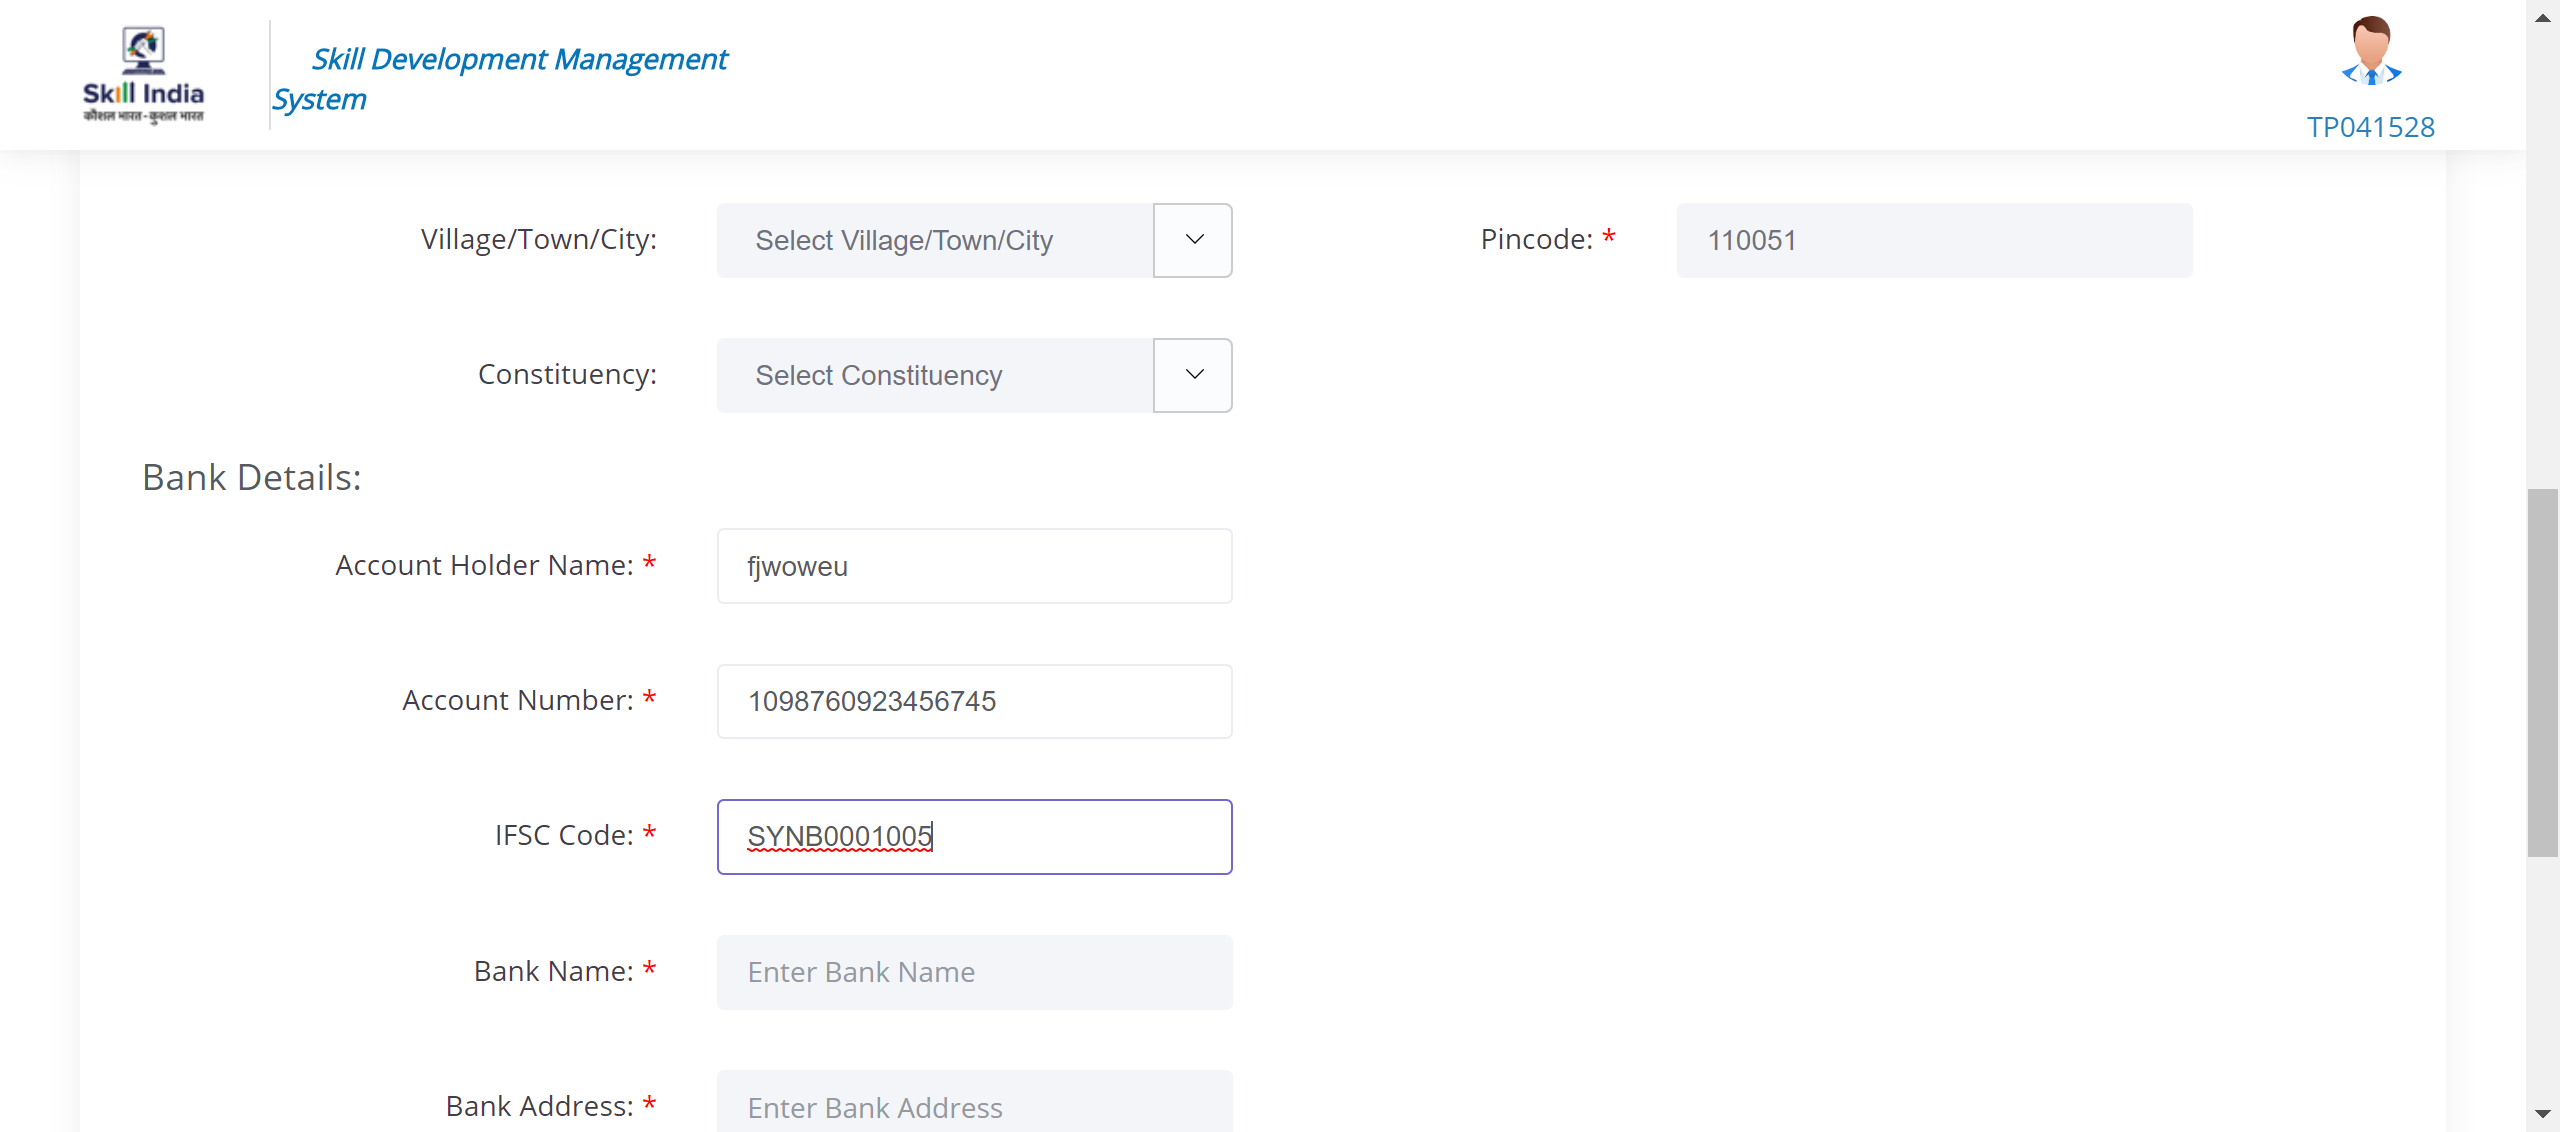 Skill India
कौशल भारत - कुशल भारत
Skill Development Management
System
TP041528
Village/Town/City:
Select Village/Town/City
Pincode: *
110051
Constituency:
Select Constituency
Bank Details:
Account Holder Name: *
fjwoweu
Account Number: *
1098760923456745
IFSC Code: *
SYNB0001005
Bank Name: *
Enter Bank Name
Bank Address: *
Enter Bank Address